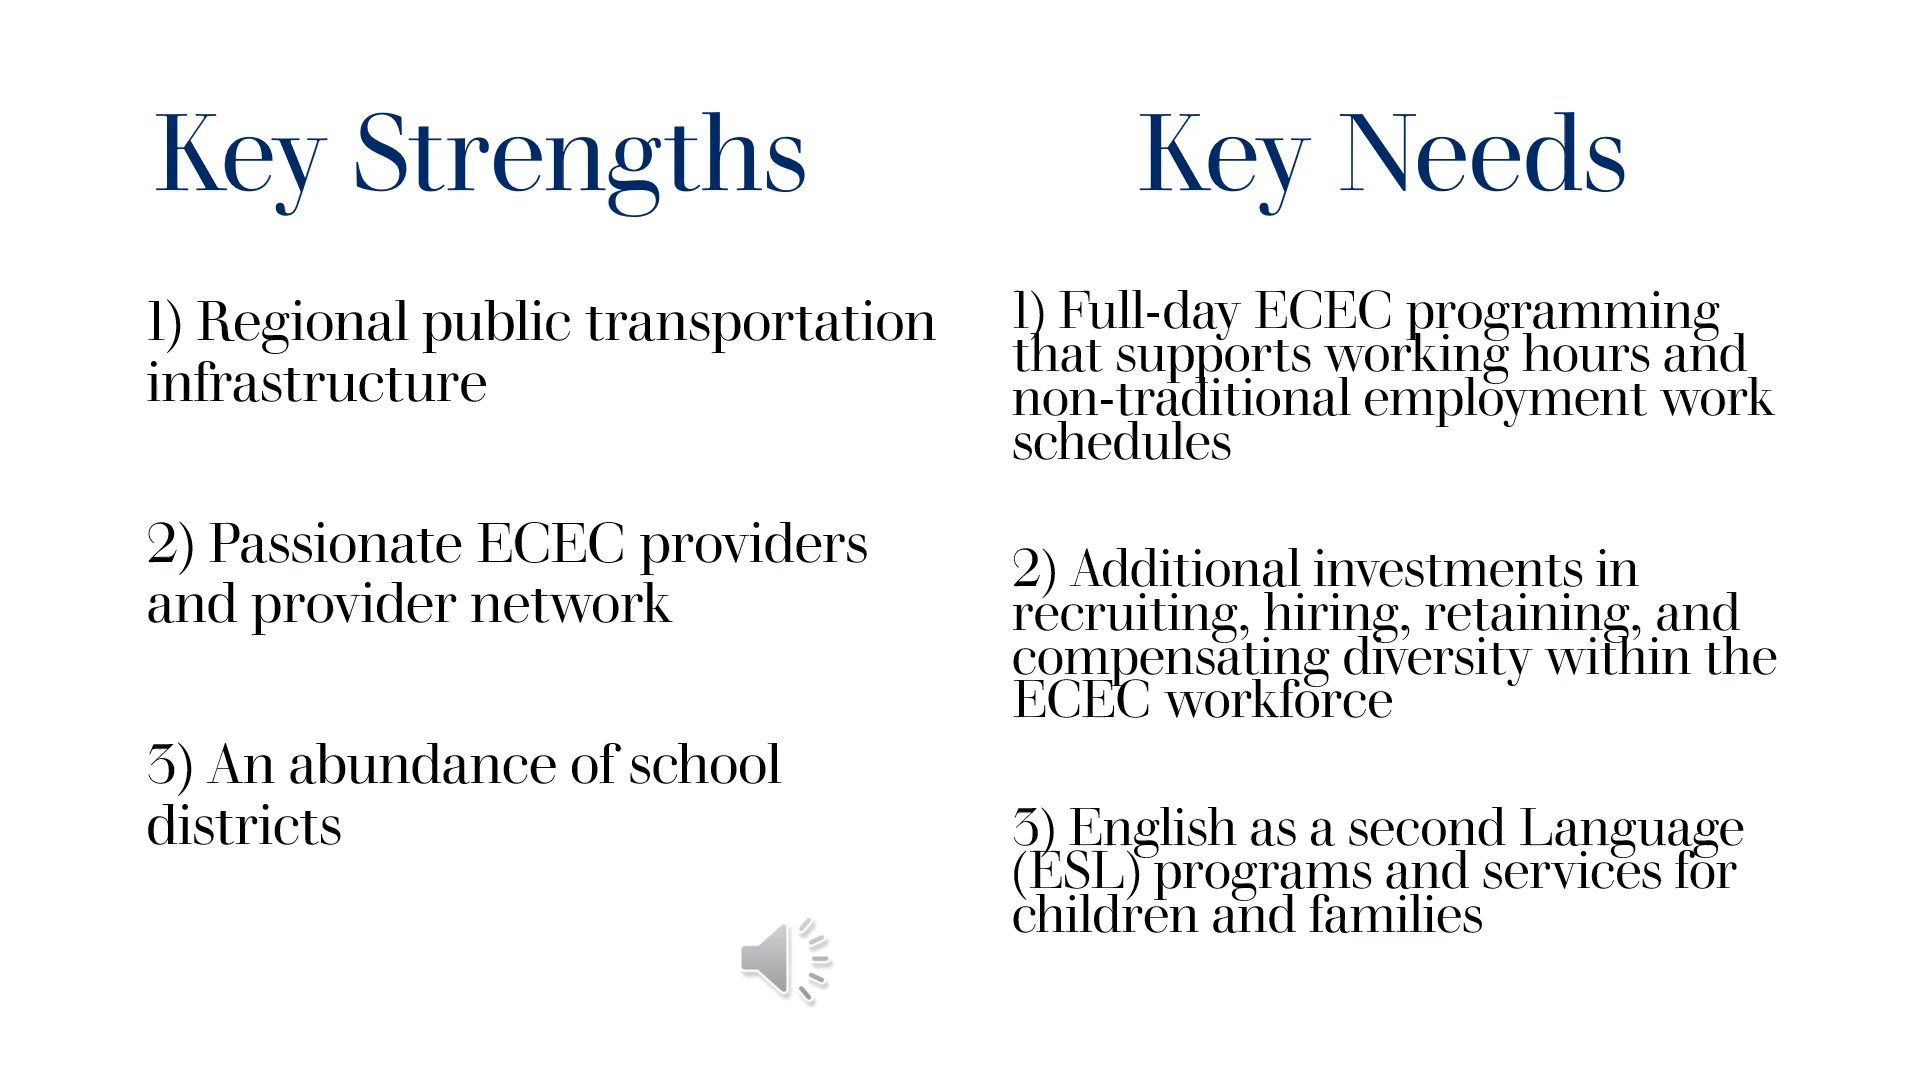 Key Strengths
1) Regional public transportation
infrastructure
2) Passionate ECEC providers
and provider network
3) An abundance of school
districts
Key Needs
1) Full-day ECEC programming
that supports working hours and
non-traditional employment work
schedules
2) Additional investments in
recruiting, hiring, retaining, and
compensating diversity within the
ECEC workforce
3) English as a second Language
(ESL) programs and services for
children and families